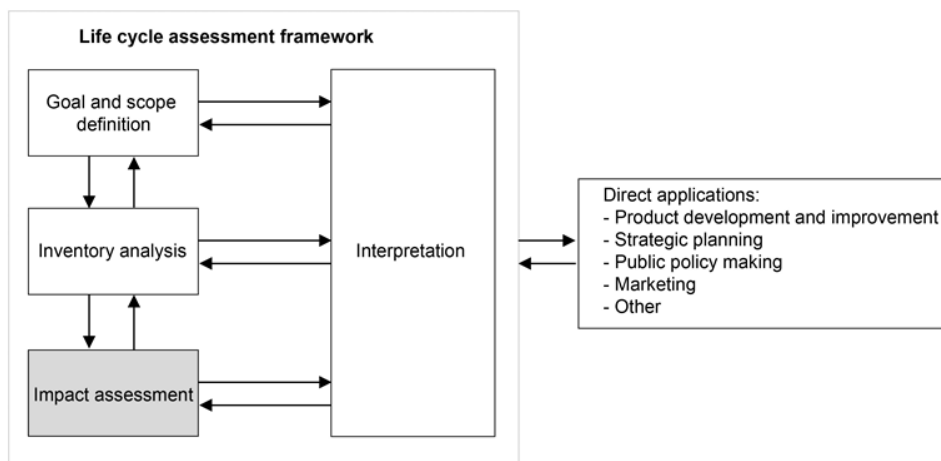 Life cycle assessment framework
Goal and scope
definition
Inventory analysis
Impact assessment
Interpretation
Direct applications:
- Product development and improvement
- Strategic planning
- Public policy making
- Marketing
- Other